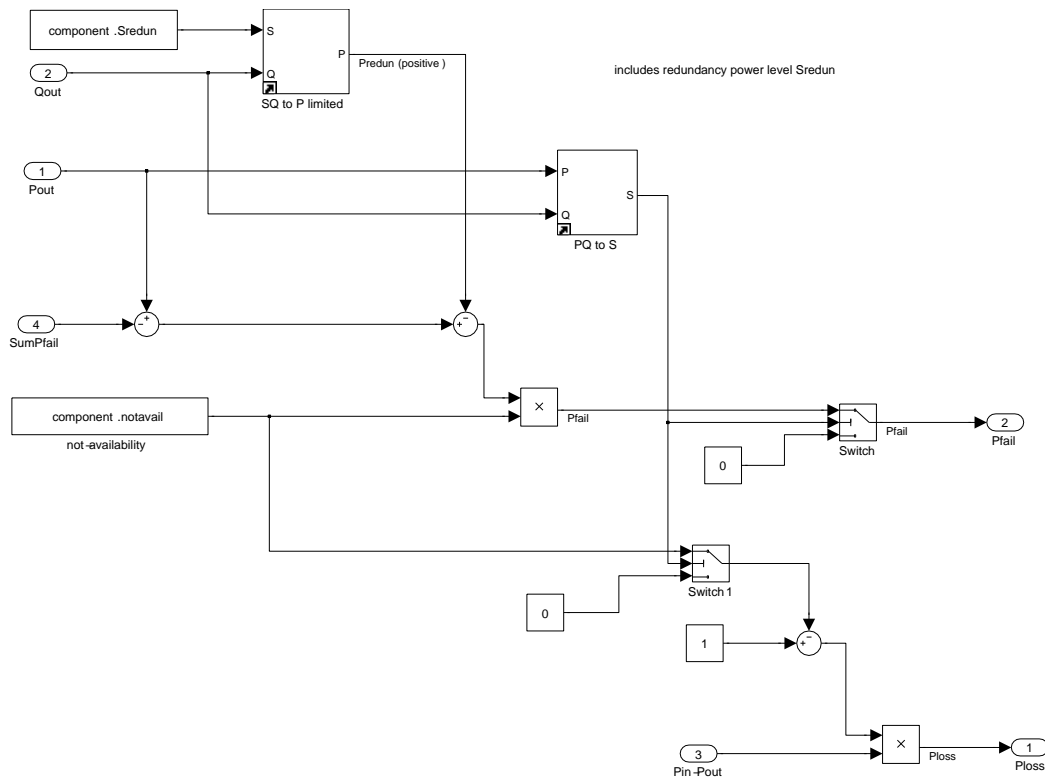 component .Sredun
S
P
Predun (positive )
2
Q
Qout
SQ to P limited
includes redundancy power level Sredun
1
Pout
P
S
Q
PQ to S
4
SumPfail
− +
+ −
component .notavail
not-availability
×
Pfail
Pfail
2
Pfail
Switch
0
Switch 1
0
1
+ −
×
3
Pin-Pout
Ploss
1
Ploss